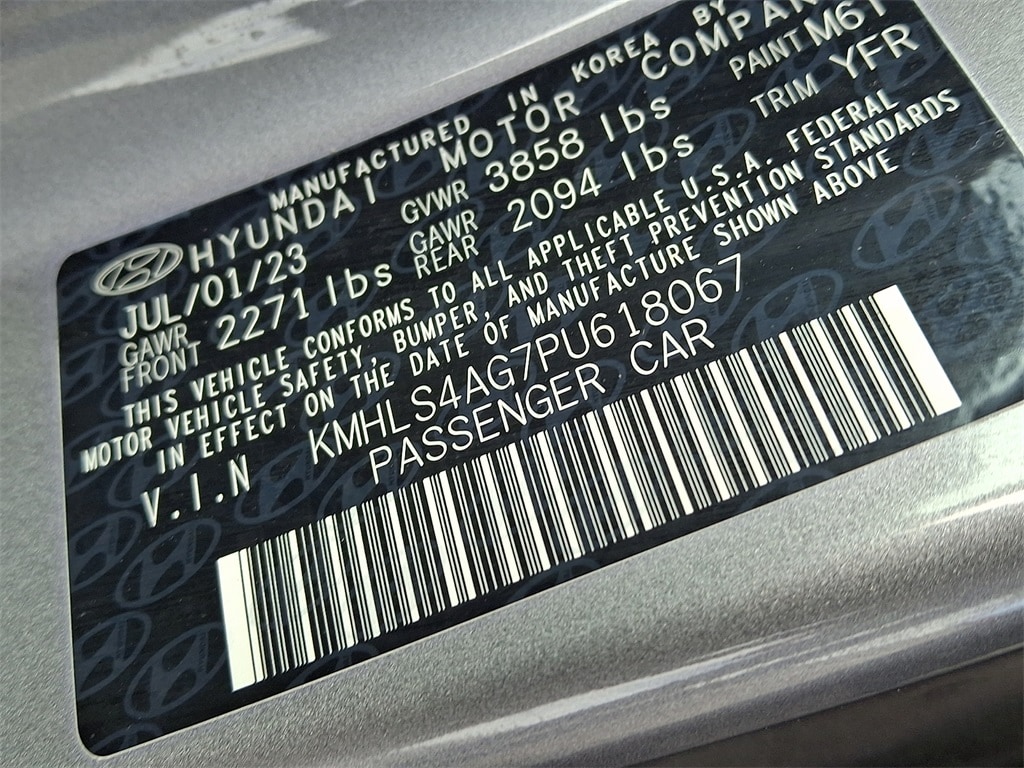 MANUFACTURED IN KOREA BY
HYUNDAI MOTOR COMPAN
JUL/01/23 GVWR 3858 lbs PAINT M6T
GAWR FRONT 2271 lbs GAWR REAR 2094 lbs TRIM YFR
THIS VEHICLE CONFORMS TO ALL APPLICABLE U.S.A. FEDERAL
MOTOR VEHICLE SAFETY, BUMPER, AND THEFT PREVENTION STANDARDS
IN EFFECT ON THE DATE OF MANUFACTURE SHOWN ABOVE
V.I.N KMHLS4AG7PU618067
PASSENGER CAR